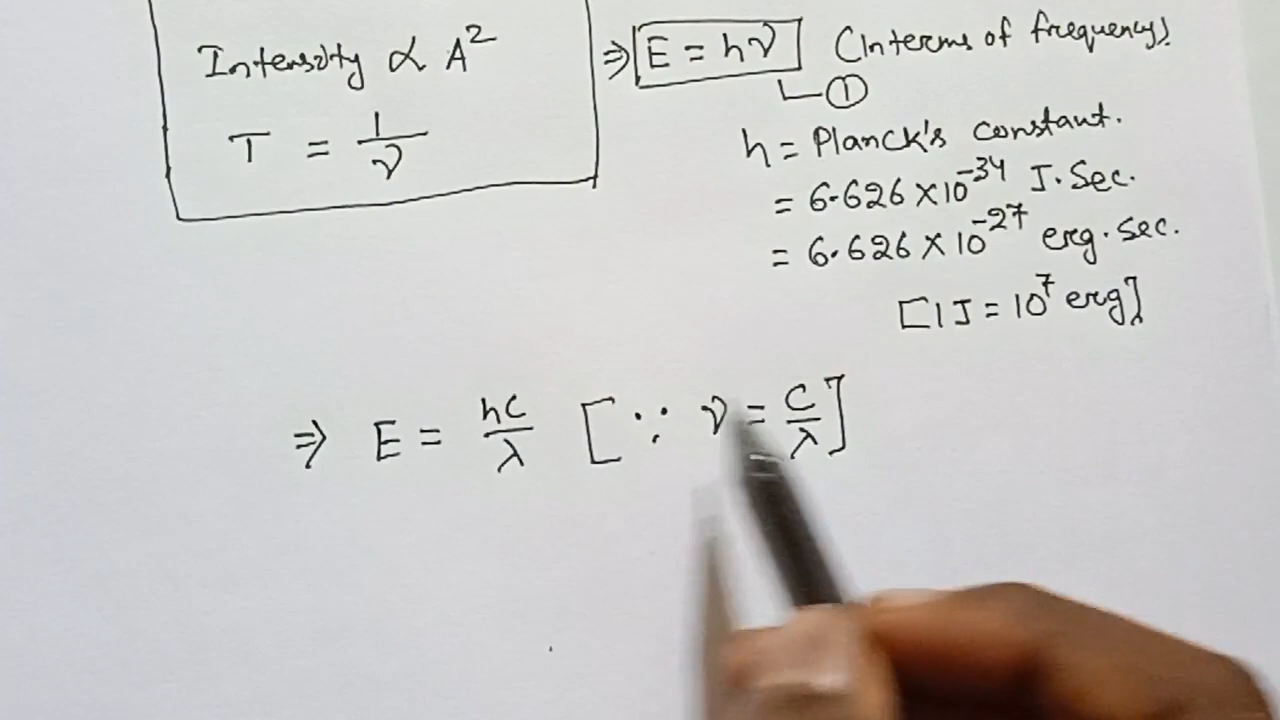 Intensity ∝ A²
T = 1/ν
⇒ E = hν (In terms of frequency).
①
h = Planck's constant.
= 6.626 × 10⁻³⁴ J. Sec.
= 6.626 × 10⁻²⁷ erg. sec.
[1J = 10⁷ erg]
⇒ E = hc/λ [∵ ν = c/λ]